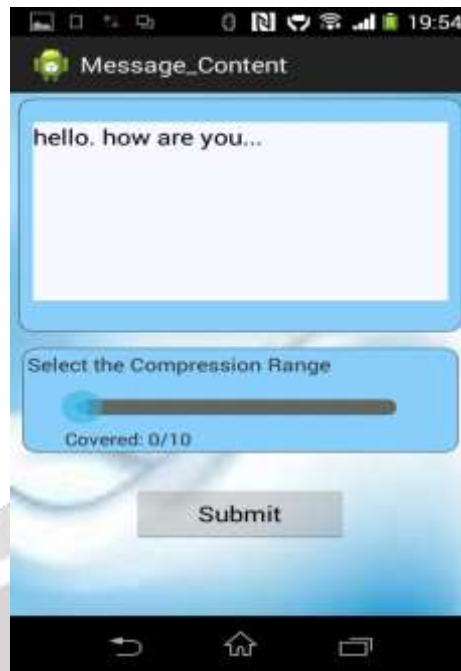 19:54
Message_Content
hello. how are you...
Select the Compression Range
Covered: 0/10
Submit